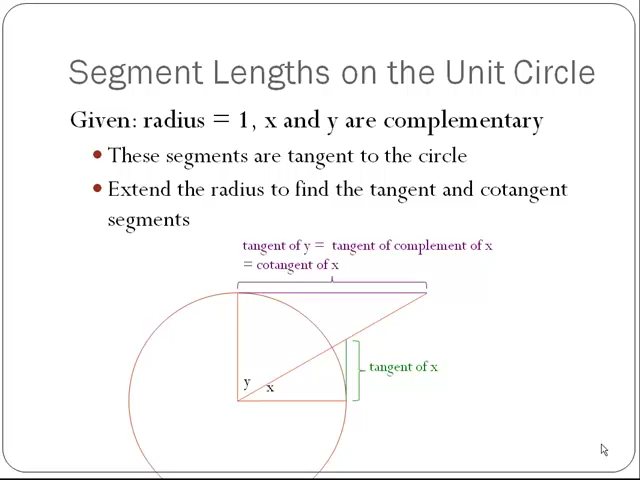 Segment Lengths on the Unit Circle
Given: radius = 1, x and y are complementary
• These segments are tangent to the circle
• Extend the radius to find the tangent and cotangent
segments
tangent of y = tangent of complement of x
= cotangent of x
tangent of x
y
x